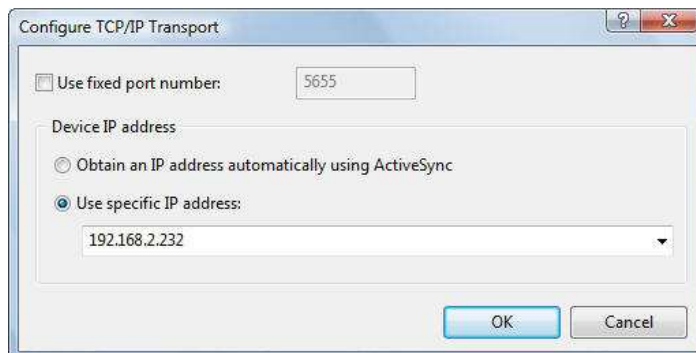 Configure TCP/IP Transport
?
Use fixed port number:
5655
Device IP address
Obtain an IP address automatically using ActiveSync
Use specific IP address:
192.168.2.232
OK
Cancel